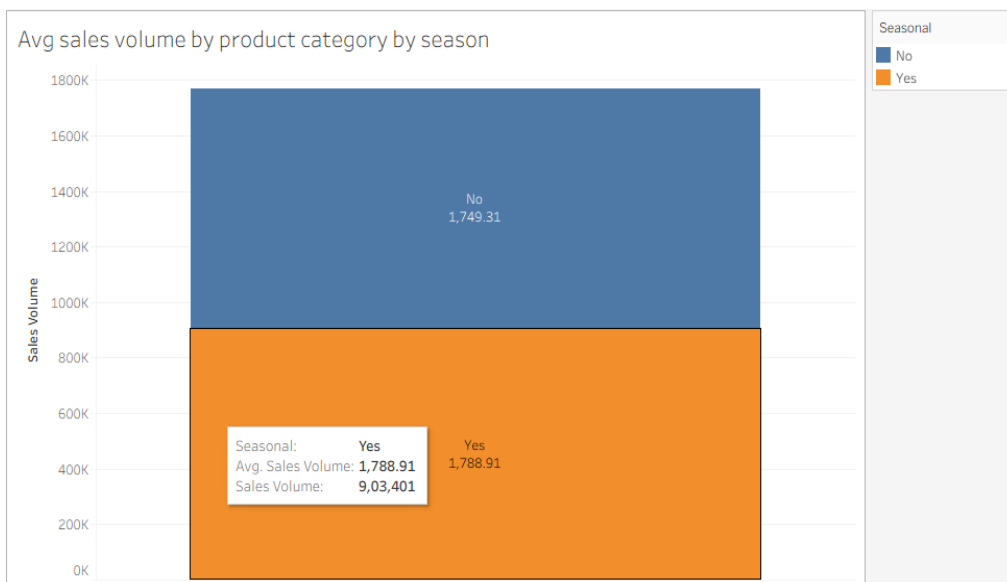 Avg sales volume by product category by season
Seasonal
No
Yes
1800K
1600K
1400K
1200K
1000K
800K
600K
400K
200K
0K
Sales Volume
No
1,749.31
Yes
1,788.91
Seasonal: Yes
Avg. Sales Volume: 1,788.91
Sales Volume: 9,03,401